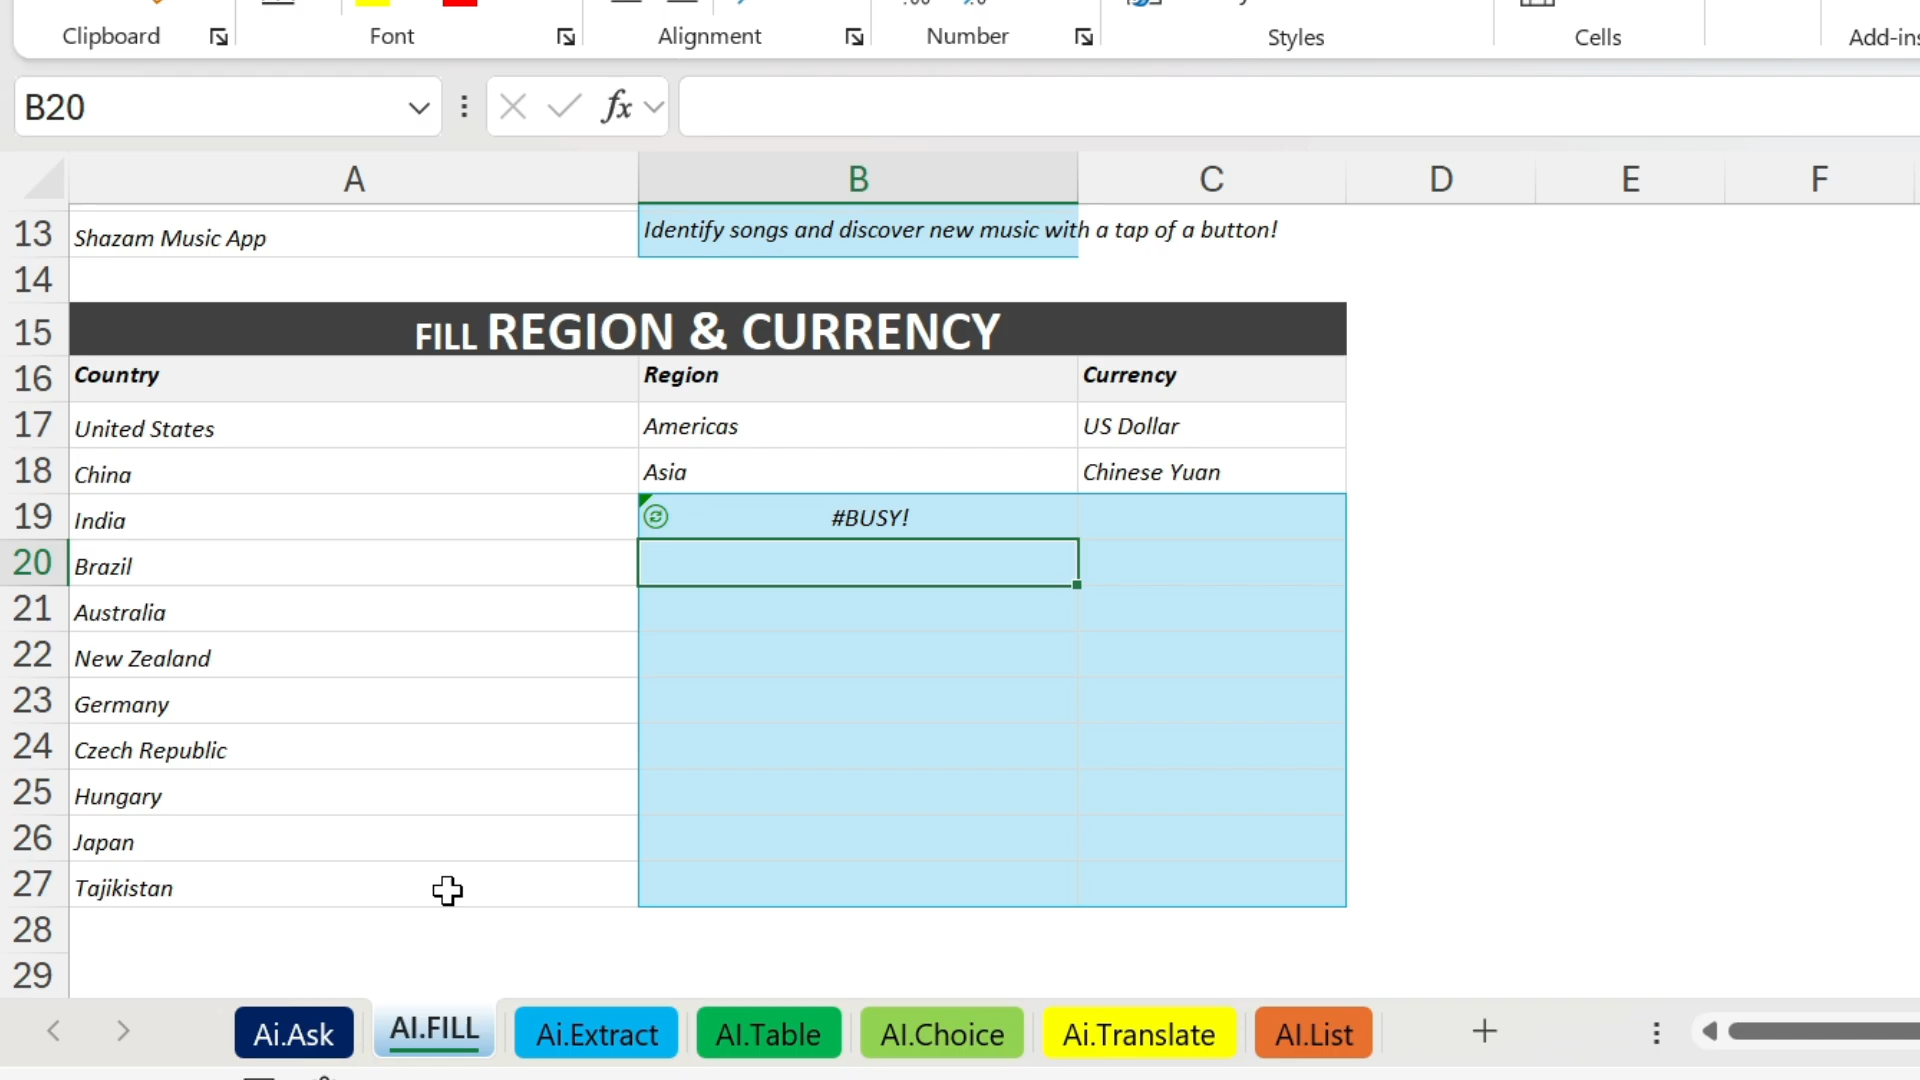 Clipboard Font Alignment Number Styles Cells Add-ins
B20 fx
A B C D E F
13 Shazam Music App Identify songs and discover new music with a tap of a button!
14
15 FILL REGION & CURRENCY
16 Country Region Currency
17 United States Americas US Dollar
18 China Asia Chinese Yuan
19 India #BUSY!
20 Brazil
21 Australia
22 New Zealand
23 Germany
24 Czech Republic
25 Hungary
26 Japan
27 Tajikistan
28
29
Ai.Ask AI.FILL Ai.Extract AI.Table AI.Choice Ai.Translate AI.List